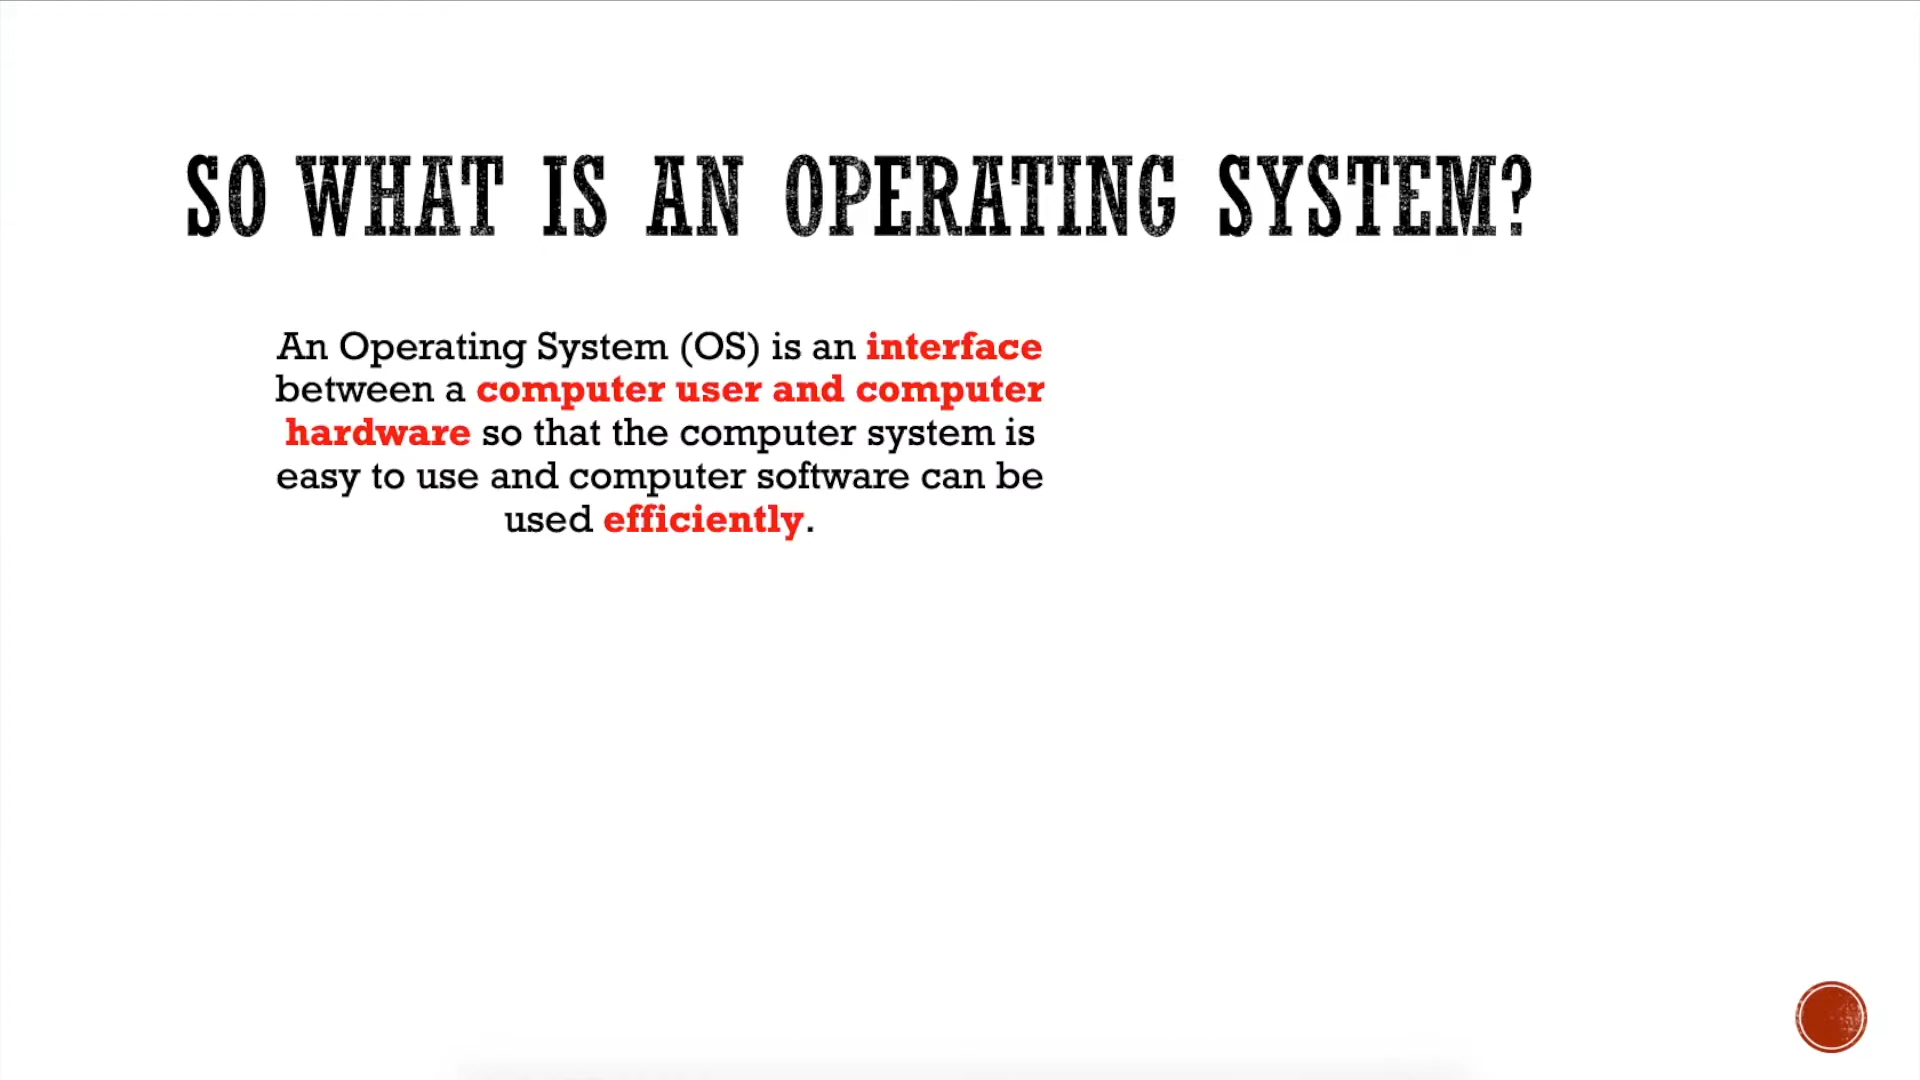 SO WHAT IS AN OPERATING SYSTEM?
An Operating System (OS) is an interface
between a computer user and computer
hardware so that the computer system is
easy to use and computer software can be
used efficiently.